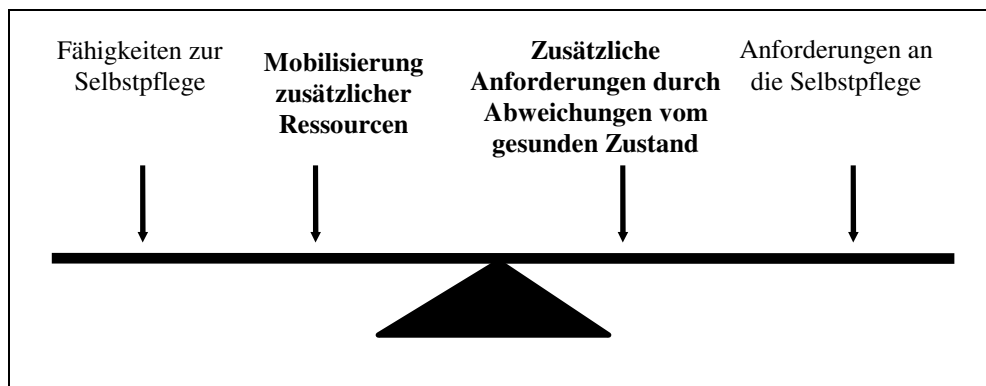 Fähigkeiten zur
Selbstpflege
Mobilisierung
zusätzlicher
Ressourcen
Zusätzliche
Anforderungen durch
Abweichungen vom
gesunden Zustand
Anforderungen an
die Selbstpflege